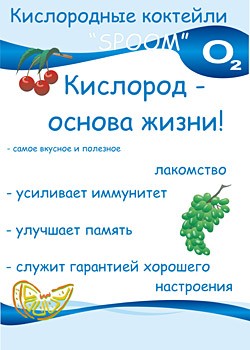 Кислородные коктейли
"SPOOM"
O2
Кислород -
основа жизни!
- самое вкусное и полезное
лакомство
- усиливает иммунитет
- улучшает память
- служит гарантией хорошего
настроения